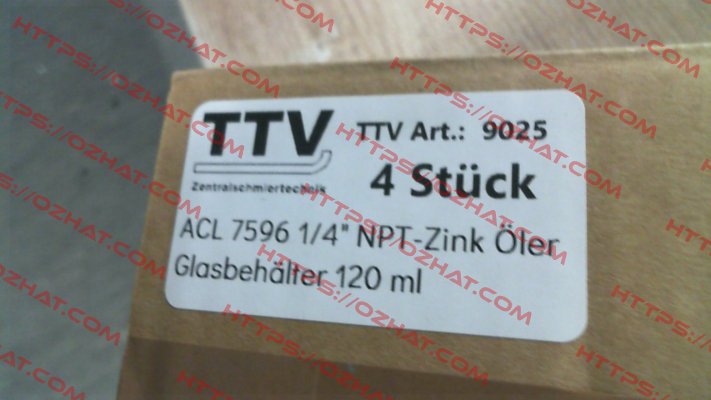 TTV
Zentralschmiertechnik
TTV Art.: 9025
4 Stück
ACL 7596 1/4" NPT-Zink Öler
Glasbehälter 120 ml
HTTPS://OZHAT.COM